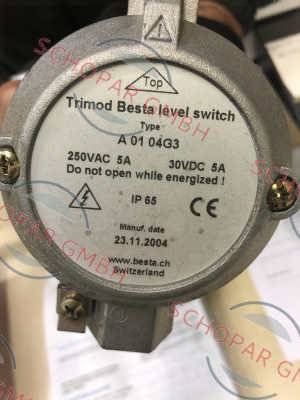 Top
Trimod Besta level switch
Type
A 01 04G3
250VAC 5A 30VDC 5A
Do not open while energized !
IP 65 CE
Manuf. date
23.11.2004
www.besta.ch
Switzerland
SCHOPAR GMBH
SCHOPAR GMBH
SCHOPAR GMBH